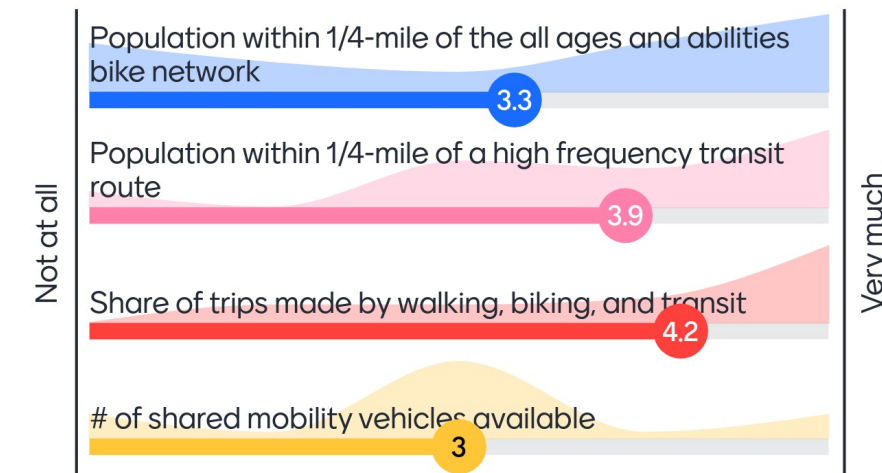 Population within 1/4-mile of the all ages and abilities
bike network
3.3
Population within 1/4-mile of a high frequency transit
route
3.9
Not at all
Very much
Share of trips made by walking, biking, and transit
4.2
# of shared mobility vehicles available
3